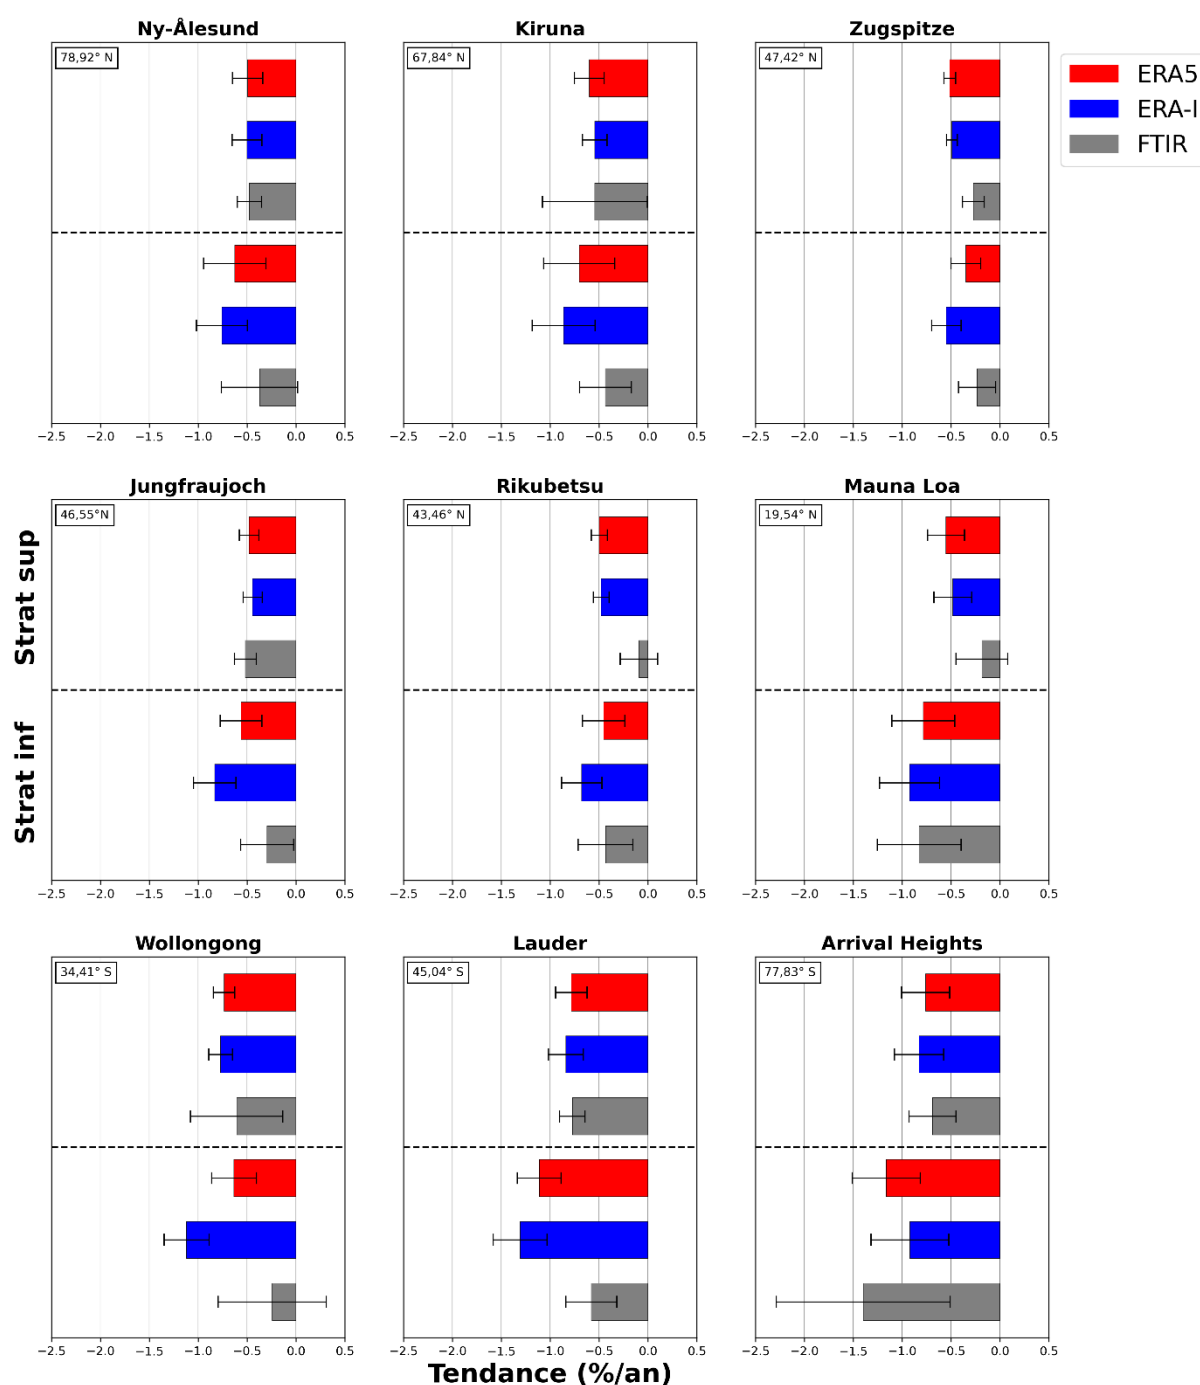 Ny-Ålesund
78,92° N
−2.5 −2.0 −1.5 −1.0 −0.5 0.0 0.5
Kiruna
67,84° N
−2.5 −2.0 −1.5 −1.0 −0.5 0.0 0.5
Zugspitze
47,42° N
−2.5 −2.0 −1.5 −1.0 −0.5 0.0 0.5
ERA5
ERA-I
FTIR
Strat sup
Strat inf
Jungfraujoch
46,55°N
−2.5 −2.0 −1.5 −1.0 −0.5 0.0 0.5
Rikubetsu
43,46° N
−2.5 −2.0 −1.5 −1.0 −0.5 0.0 0.5
Mauna Loa
19,54° N
−2.5 −2.0 −1.5 −1.0 −0.5 0.0 0.5
Wollongong
34,41° S
−2.5 −2.0 −1.5 −1.0 −0.5 0.0 0.5
Lauder
45,04° S
−2.5 −2.0 −1.5 −1.0 −0.5 0.0 0.5
Arrival Heights
77,83° S
−2.5 −2.0 −1.5 −1.0 −0.5 0.0 0.5
Tendance (%/an)